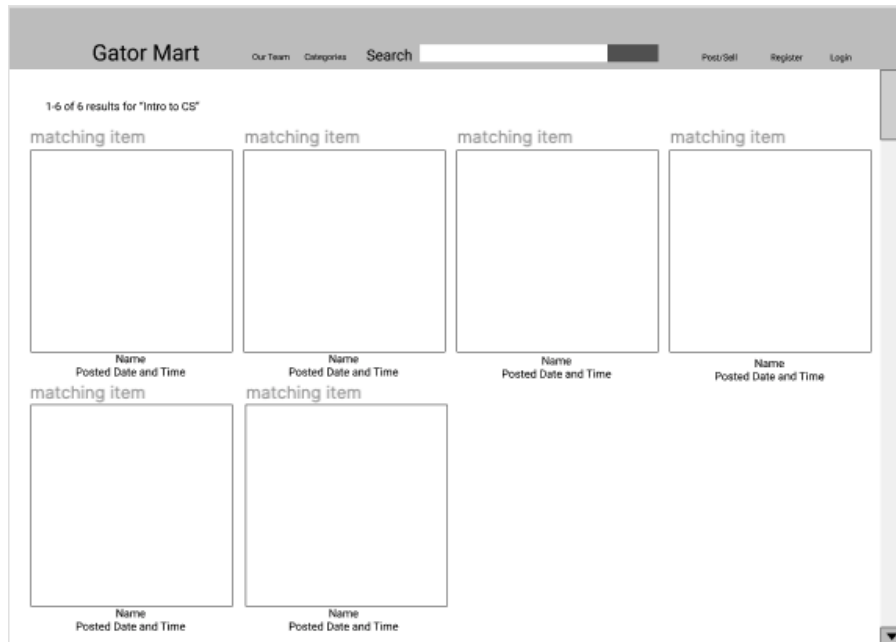 Gator Mart Our Team Categories Search Post/Sell Register Login
1-6 of 6 results for "Intro to CS"
matching item matching item matching item matching item
Name Name Name Name
Posted Date and Time Posted Date and Time Posted Date and Time Posted Date and Time
matching item matching item
Name Name
Posted Date and Time Posted Date and Time